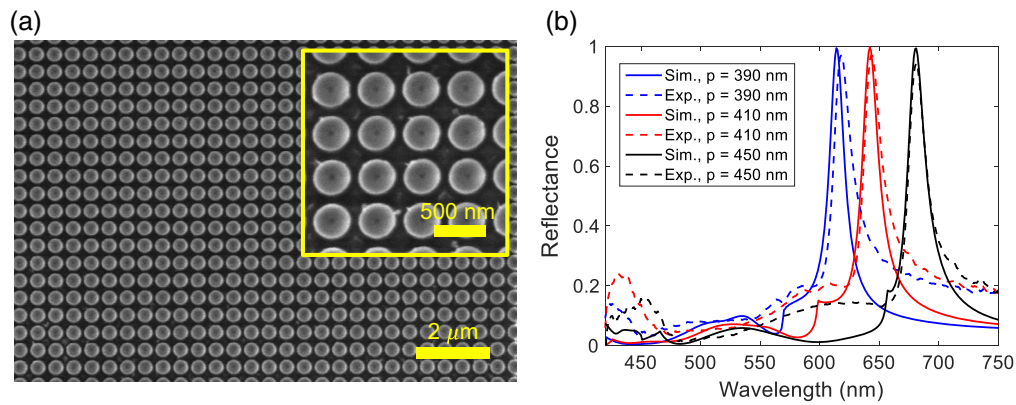 (a)
500 nm
2 μm
(b)
Reflectance
1
0.8
0.6
0.4
0.2
0
Sim., p = 390 nm
Exp., p = 390 nm
Sim., p = 410 nm
Exp., p = 410 nm
Sim., p = 450 nm
Exp., p = 450 nm
450 500 550 600 650 700 750
Wavelength (nm)